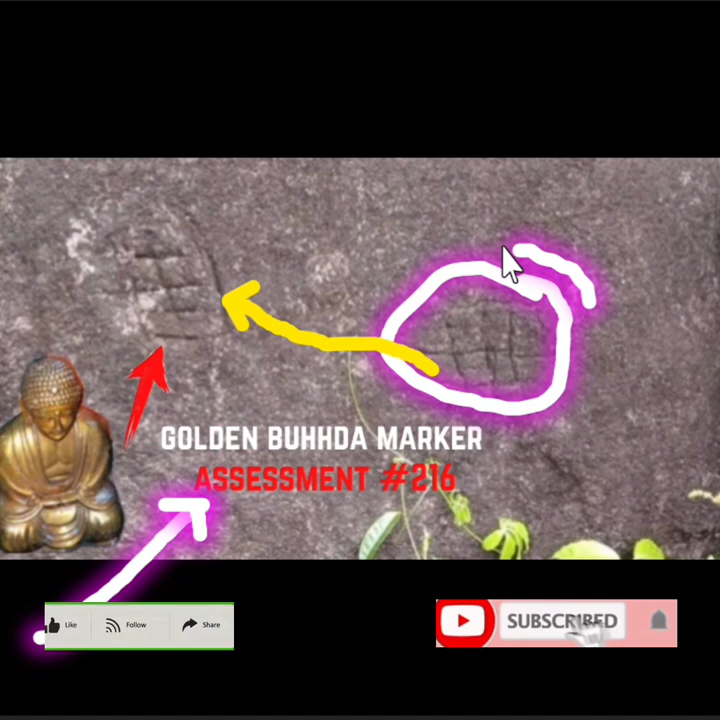 GOLDEN BUHHDA MARKER
ASSESSMENT #216
Like Follow Share
SUBSCRIBED